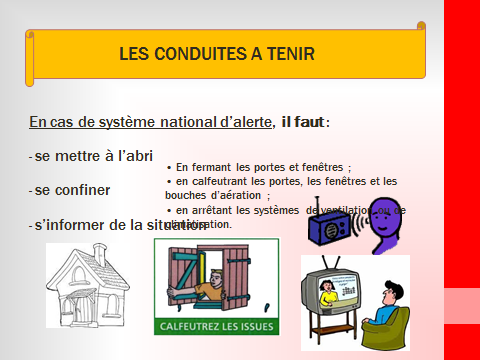 LES CONDUITES A TENIR
En cas de système national d'alerte, il faut :
- se mettre à l'abri
- se confiner
- s'informer de la situation
• En fermant les portes et fenêtres ;
• en calfeutrant les portes, les fenêtres et les
bouches d'aération ;
• en arrêtant les systèmes de ventilation ou de
climatisation.
CALFEUTREZ LES ISSUES